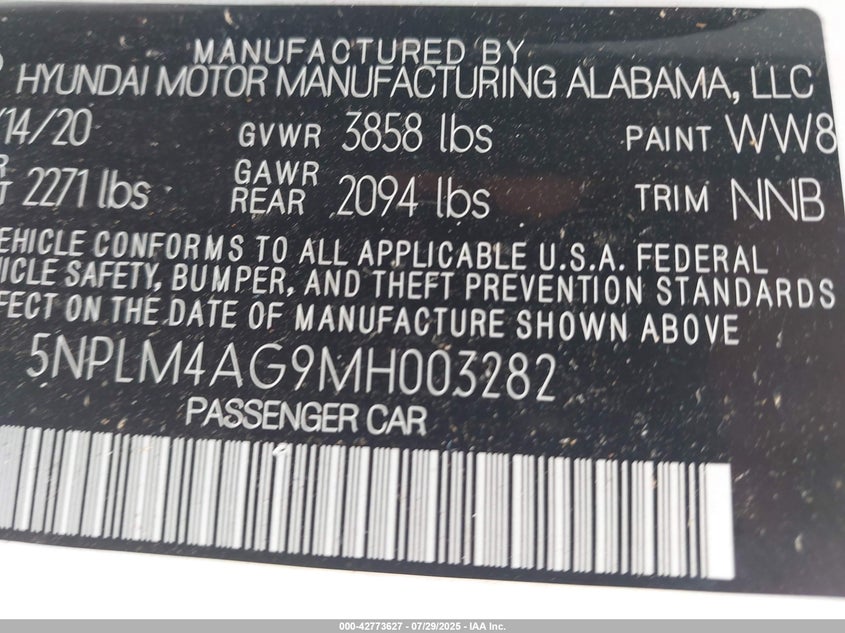 MANUFACTURED BY
HYUNDAI MOTOR MANUFACTURING ALABAMA, LLC
/14/20 GVWR 3858 lbs PAINT WW8
2271 lbs GAWR REAR 2094 lbs TRIM NNB
EHICLE CONFORMS TO ALL APPLICABLE U.S.A. FEDERAL
ICLE SAFETY, BUMPER, AND THEFT PREVENTION STANDARDS
FFECT ON THE DATE OF MANUFACTURE SHOWN ABOVE
5NPLM4AG9MH003282
PASSENGER CAR
000-42773627 - 07/29/2025 - IAA Inc.